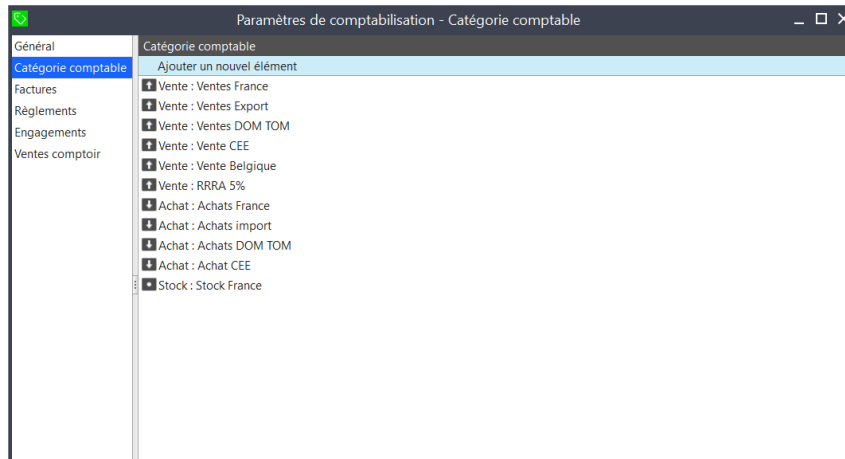 Paramètres de comptabilisation - Catégorie comptable
Général
Catégorie comptable
Factures
Règlements
Engagements
Ventes comptoir
Catégorie comptable
Ajouter un nouvel élément
Vente : Ventes France
Vente : Ventes Export
Vente : Ventes DOM TOM
Vente : Vente CEE
Vente : Vente Belgique
Vente : RRRA 5%
Achat : Achats France
Achat : Achats import
Achat : Achats DOM TOM
Achat : Achat CEE
Stock : Stock France